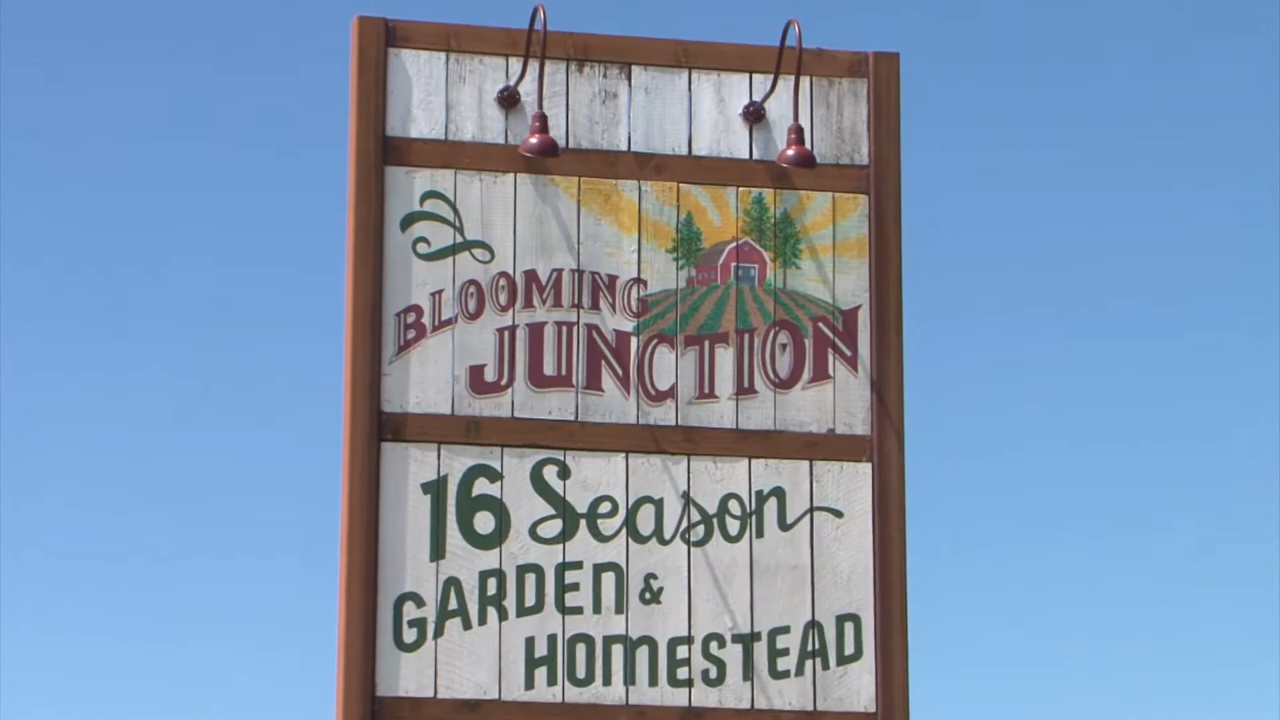 BLOOMING
JUNCTION
16 Season
GARDEN &
HOMESTEAD